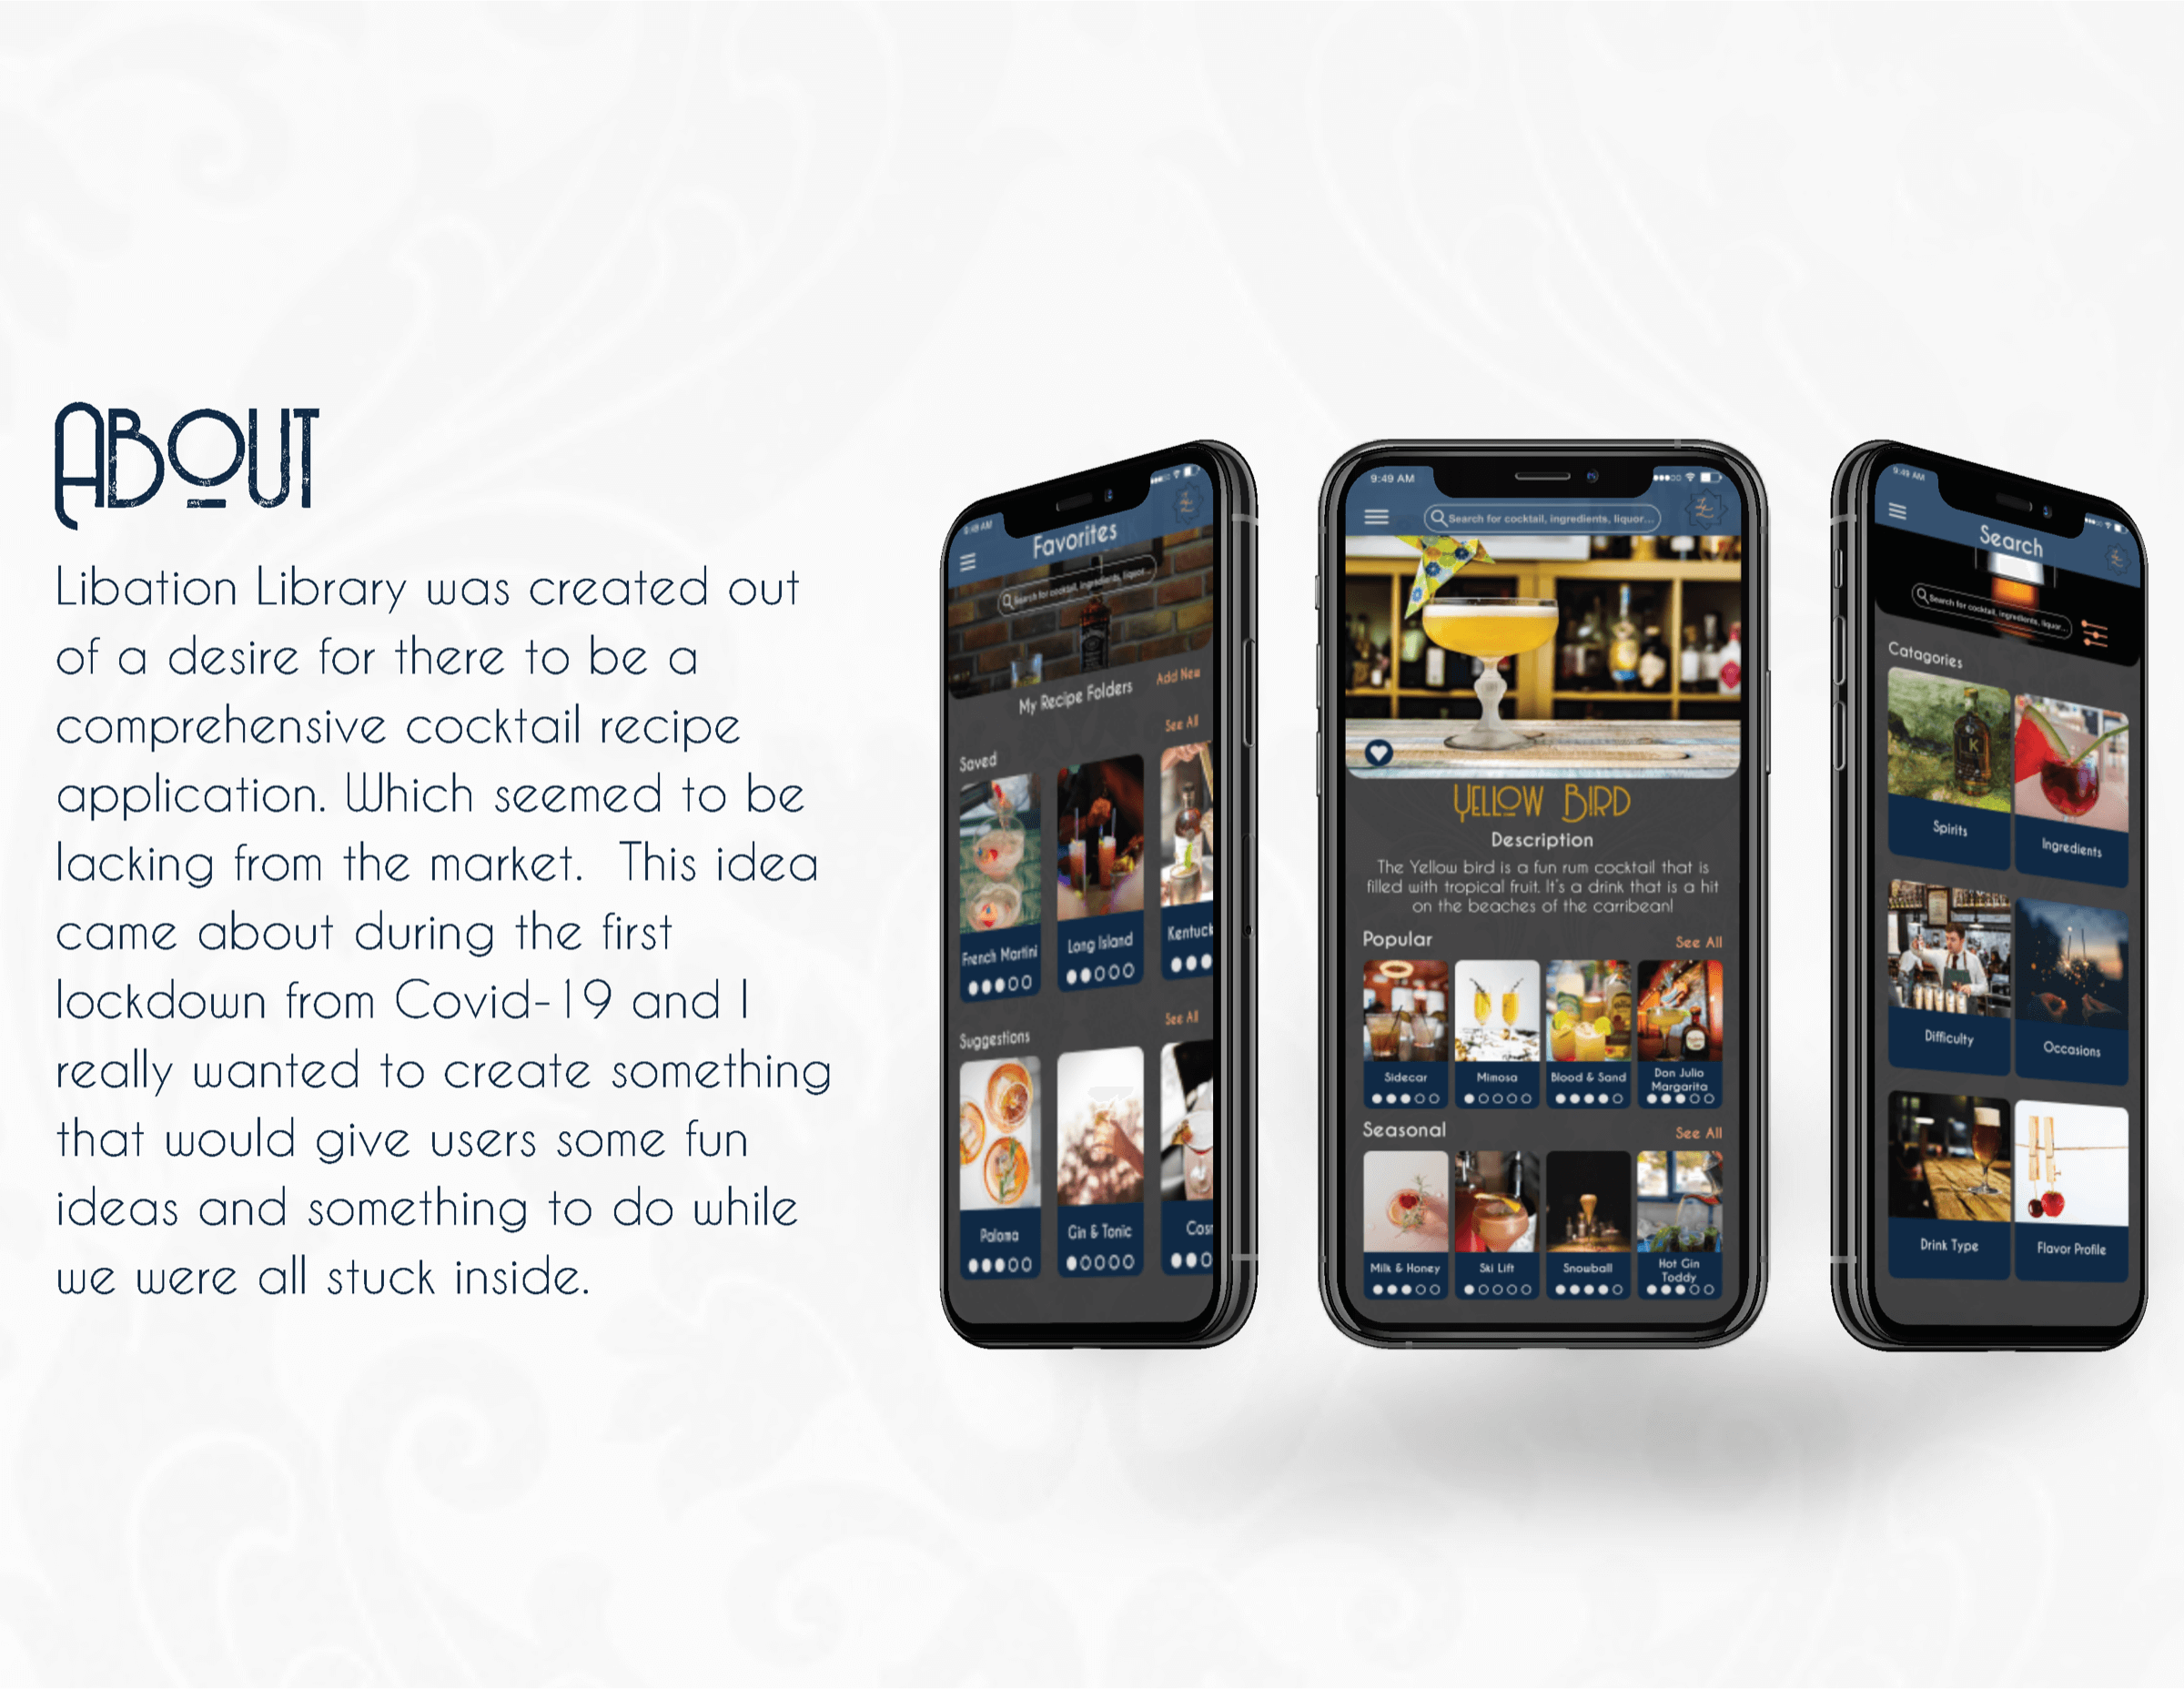 ABOUT
Libation Library was created out
of a desire for there to be a
comprehensive cocktail recipe
application. Which seemed to be
lacking from the market.  This idea
came about during the first
lockdown from Covid-19 and I
really wanted to create something
that would give users some fun
ideas and something to do while
we were all stuck inside.
9:49 AM
Favorites
Search for cocktail, ingredients, liquor...
My Recipe Folders
Add New
See All
Saved
French Martini
Long Island
Kentuck
See All
Suggestions
Paloma
Gin & Tonic
Cosm
9:49 AM
Search for cocktail, ingredients, liquor...
YELLOW BIRD
Description
The Yellow bird is a fun rum cocktail that is
filled with tropical fruit. It's a drink that is a hit
on the beaches of the carribean!
Popular
See All
Sidecar
Mimosa
Blood & Sand
Don Julio
Margarita
Seasonal
See All
Milk & Honey
Ski Lift
Snowball
Hot Gin
Toddy
9:49 AM
Search
Search for cocktail, ingredients, liquor...
Catagories
Spirits
Ingredients
Difficulty
Occasions
Drink Type
Flavor Profile